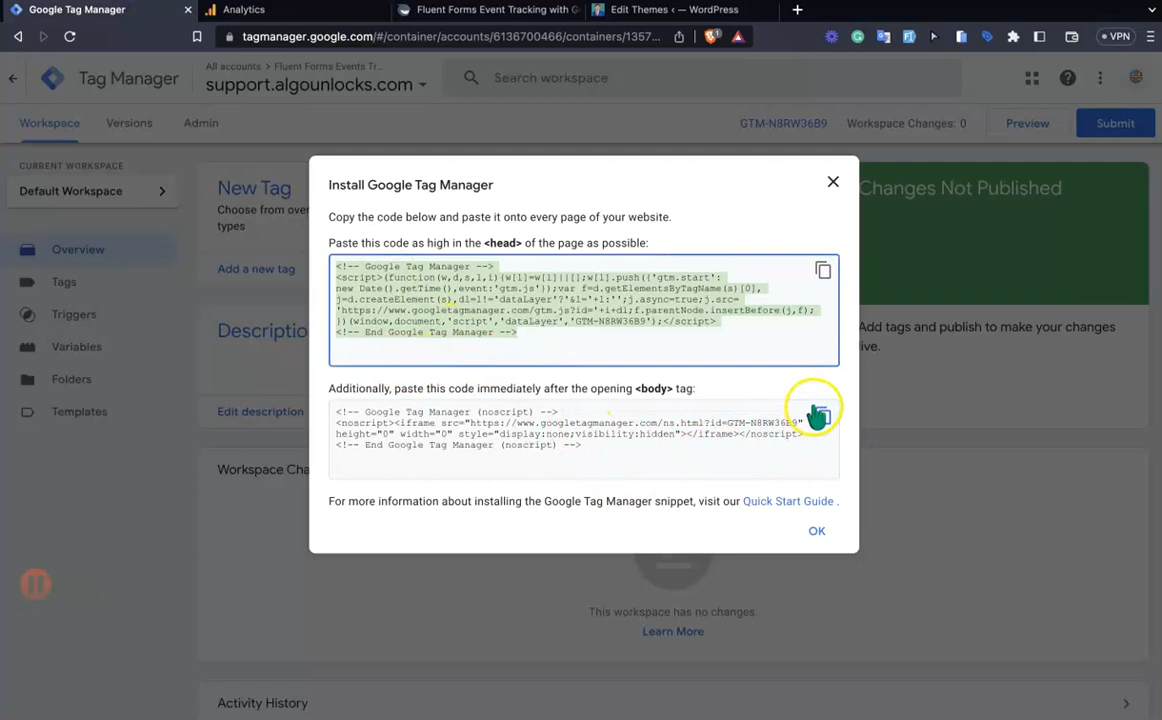 Google Tag Manager
Analytics
Fluent Forms Event Tracking with G
Edit Themes ‹ — WordPress
tagmanager.google.com/#/container/accounts/6136700466/containers/1357...
VPN
Tag Manager
All accounts > Fluent Forms Events Tr...
support.algounlocks.com
Search workspace
Workspace
Versions
Admin
GTM-N8RW36B9
Workspace Changes: 0
Preview
Submit
CURRENT WORKSPACE
Default Workspace
Overview
Tags
Triggers
Variables
Folders
Templates
New Tag
Choose from over
types
Add a new tag
Descriptio
Edit description
Workspace Cha
Changes Not Published
Add tags and publish to make your changes
live.
Install Google Tag Manager
Copy the code below and paste it onto every page of your website.
Paste this code as high in the <head> of the page as possible:
<!-- Google Tag Manager -->
<script>(function(w,d,s,l,i){w[l]=w[l]||[];w[l].push({'gtm.start':
new Date().getTime(),event:'gtm.js'});var f=d.getElementsByTagName(s)[0],
j=d.createElement(s),dl=l!='dataLayer'?'&l='+l:'';j.async=true;j.src=
'https://www.googletagmanager.com/gtm.js?id='+i+dl;f.parentNode.insertBefore(j,f);
})(window,document,'script','dataLayer','GTM-N8RW36B9');</script>
<!-- End Google Tag Manager -->
Additionally, paste this code immediately after the opening <body> tag:
<!-- Google Tag Manager (noscript) -->
<noscript><iframe src="https://www.googletagmanager.com/ns.html?id=GTM-N8RW36B9"
height="0" width="0" style="display:none;visibility:hidden"></iframe></noscript>
<!-- End Google Tag Manager (noscript) -->
For more information about installing the Google Tag Manager snippet, visit our Quick Start Guide .
OK
This workspace has no changes.
Learn More
Activity History